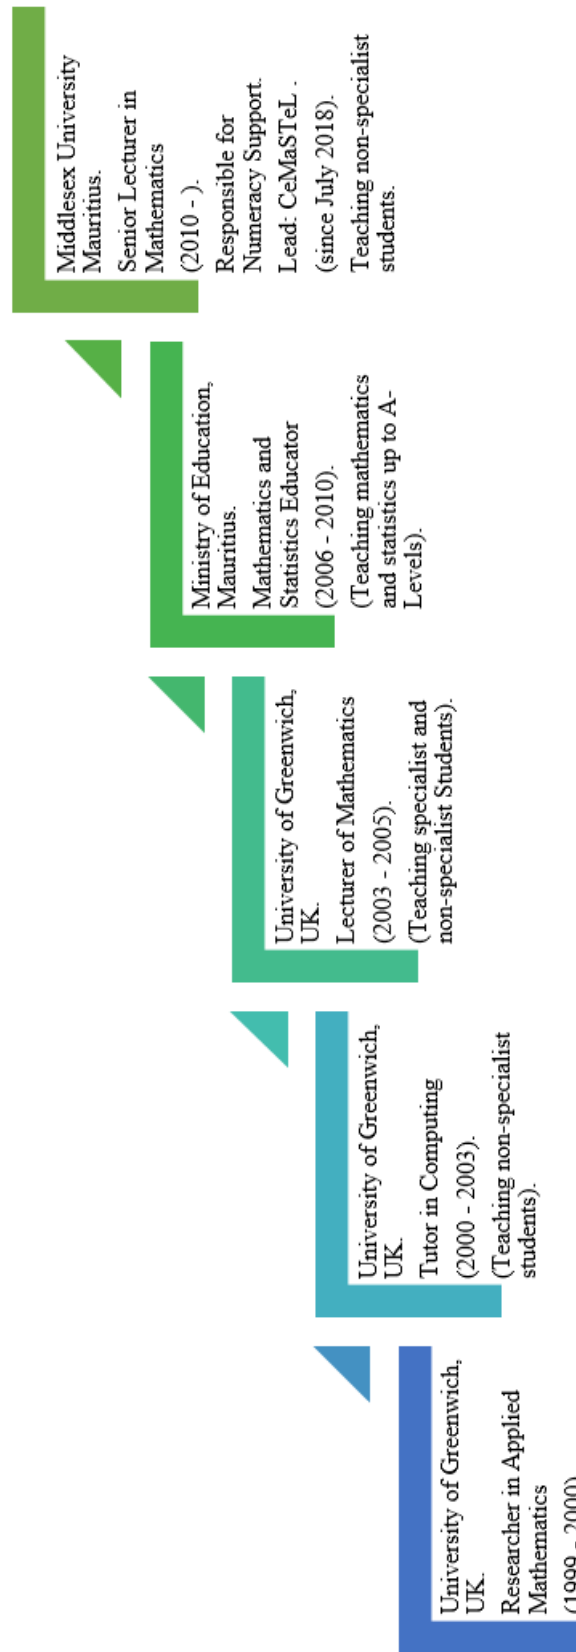 University of Greenwich,
UK.
Researcher in Applied
Mathematics
(1999 - 2000)
University of Greenwich,
UK.
Tutor in Computing
(2000 - 2003).
(Teaching non-specialist
students).
University of Greenwich,
UK.
Lecturer of Mathematics
(2003 - 2005).
(Teaching specialist and
non-specialist Students).
Ministry of Education,
Mauritius.
Mathematics and
Statistics Educator
(2006 - 2010).
(Teaching mathematics
and statistics up to A-
Levels).
Middlesex University
Mauritius.
Senior Lecturer in
Mathematics
(2010 - ).
Responsible for
Numeracy Support.
Lead: CeMaSTeL .
(since July 2018).
Teaching non-specialist
students.